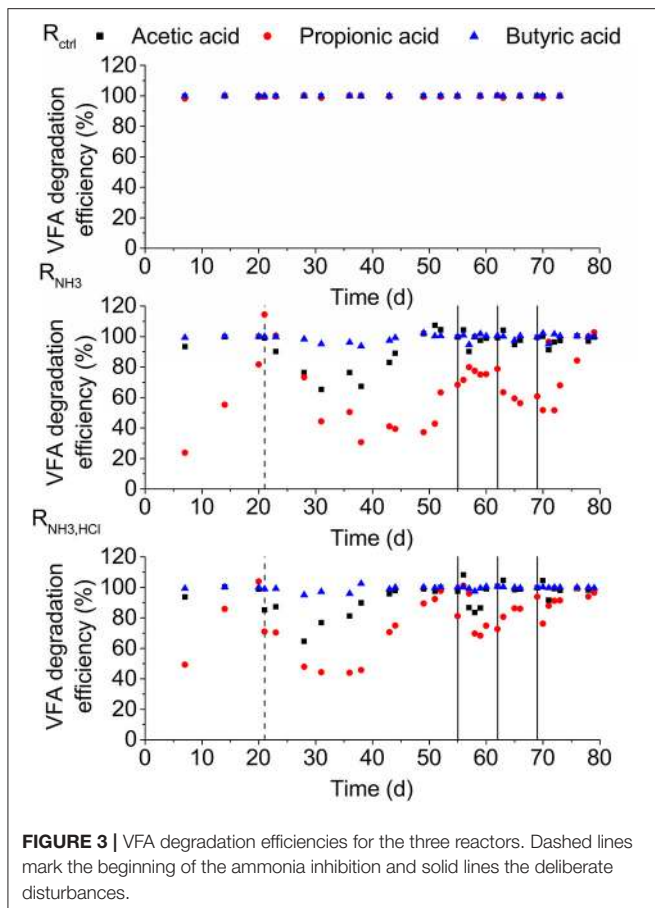 R_ctrl ■ Acetic acid ● Propionic acid ▲ Butyric acid
VFA degradation
efficiency (%)
120
100
80
60
40
20
0
0 10 20 30 40 50 60 70 80
Time (d)
R_NH3
VFA degradation
efficiency (%)
120
100
80
60
40
20
0
0 10 20 30 40 50 60 70 80
Time (d)
R_NH3,HCl
VFA degradation
efficiency (%)
120
100
80
60
40
20
0
0 10 20 30 40 50 60 70 80
Time (d)
FIGURE 3 | VFA degradation efficiencies for the three reactors. Dashed lines
mark the beginning of the ammonia inhibition and solid lines the deliberate
disturbances.